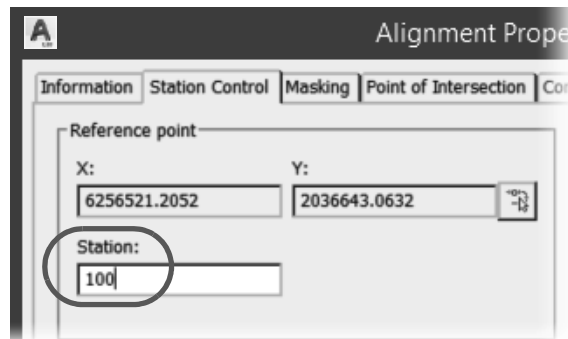 Alignment Prope
Information Station Control Masking Point of Intersection Co
Reference point
X: Y:
6256521.2052 2036643.0632
Station:
100